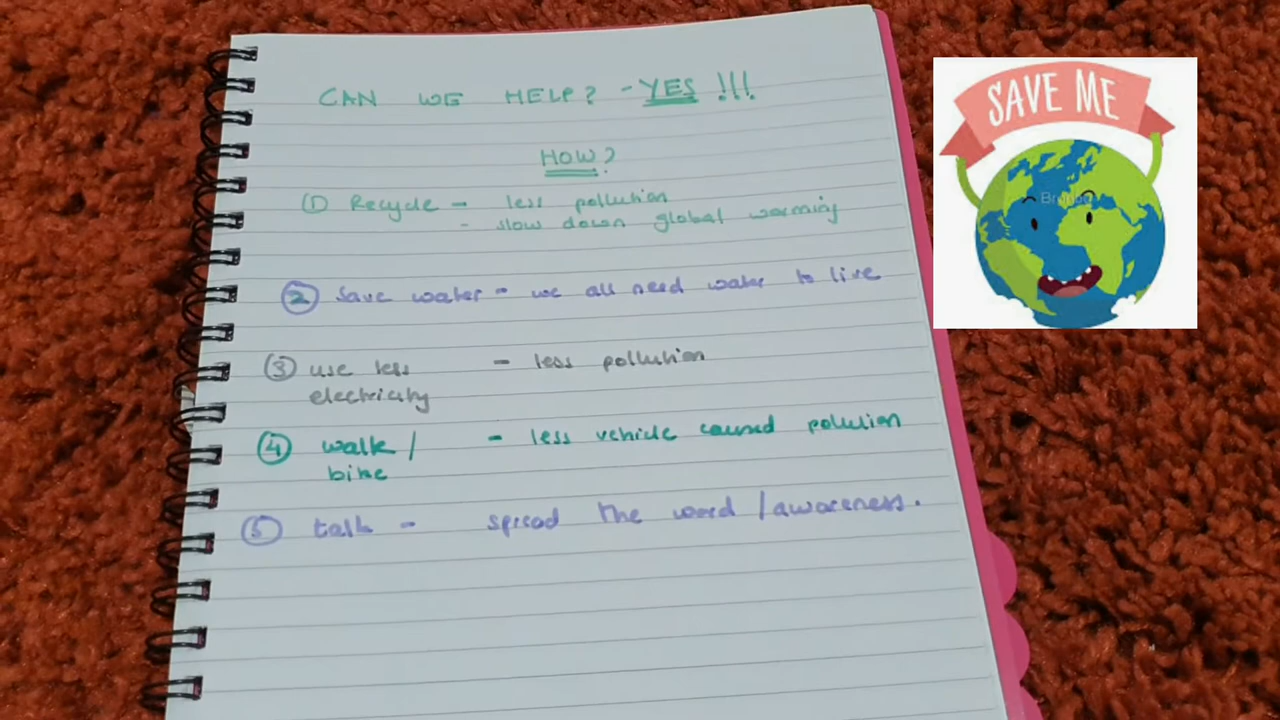 CAN WE HELP? - YES !!!
HOW?
① Recycle - less pollution
- slow down global warming
② Save water - we all need water to live
③ use less - less pollution
electricity
④ walk / - less vehicle caused pollution
bike
⑤ talk - spread the word / awareness.
SAVE ME